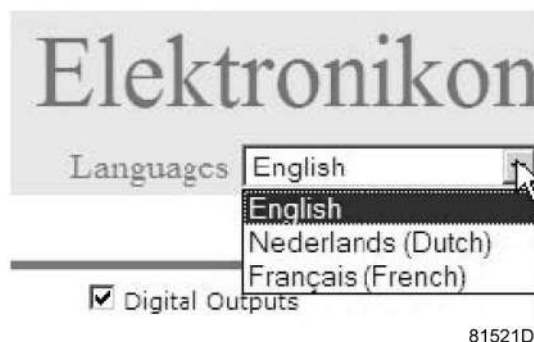 Elektronikon
Languages English
English
Nederlands (Dutch)
Français (French)
Digital Outputs
81521D